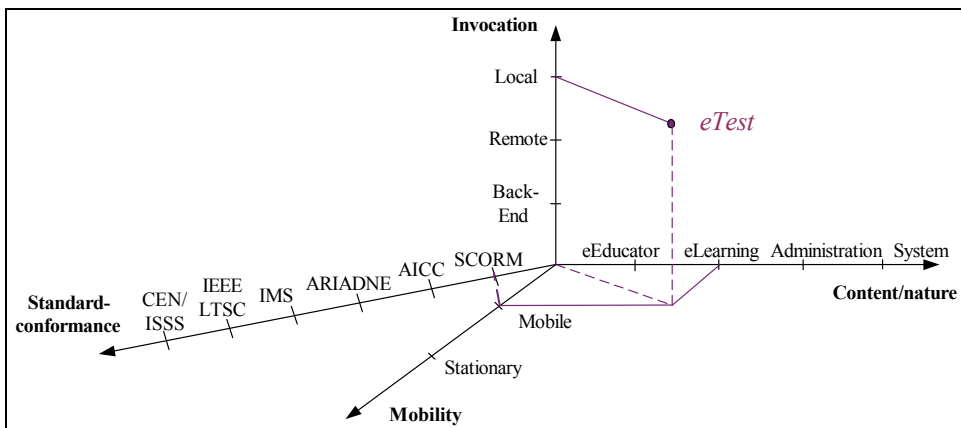 Invocation
Local
eTest
Remote
Back-
End
eEducator
eLearning
Administration
System
Content/nature
SCORM
AICC
ARIADNE
IMS
IEEE
LTSC
CEN/
ISSS
Standard-
conformance
Mobile
Stationary
Mobility